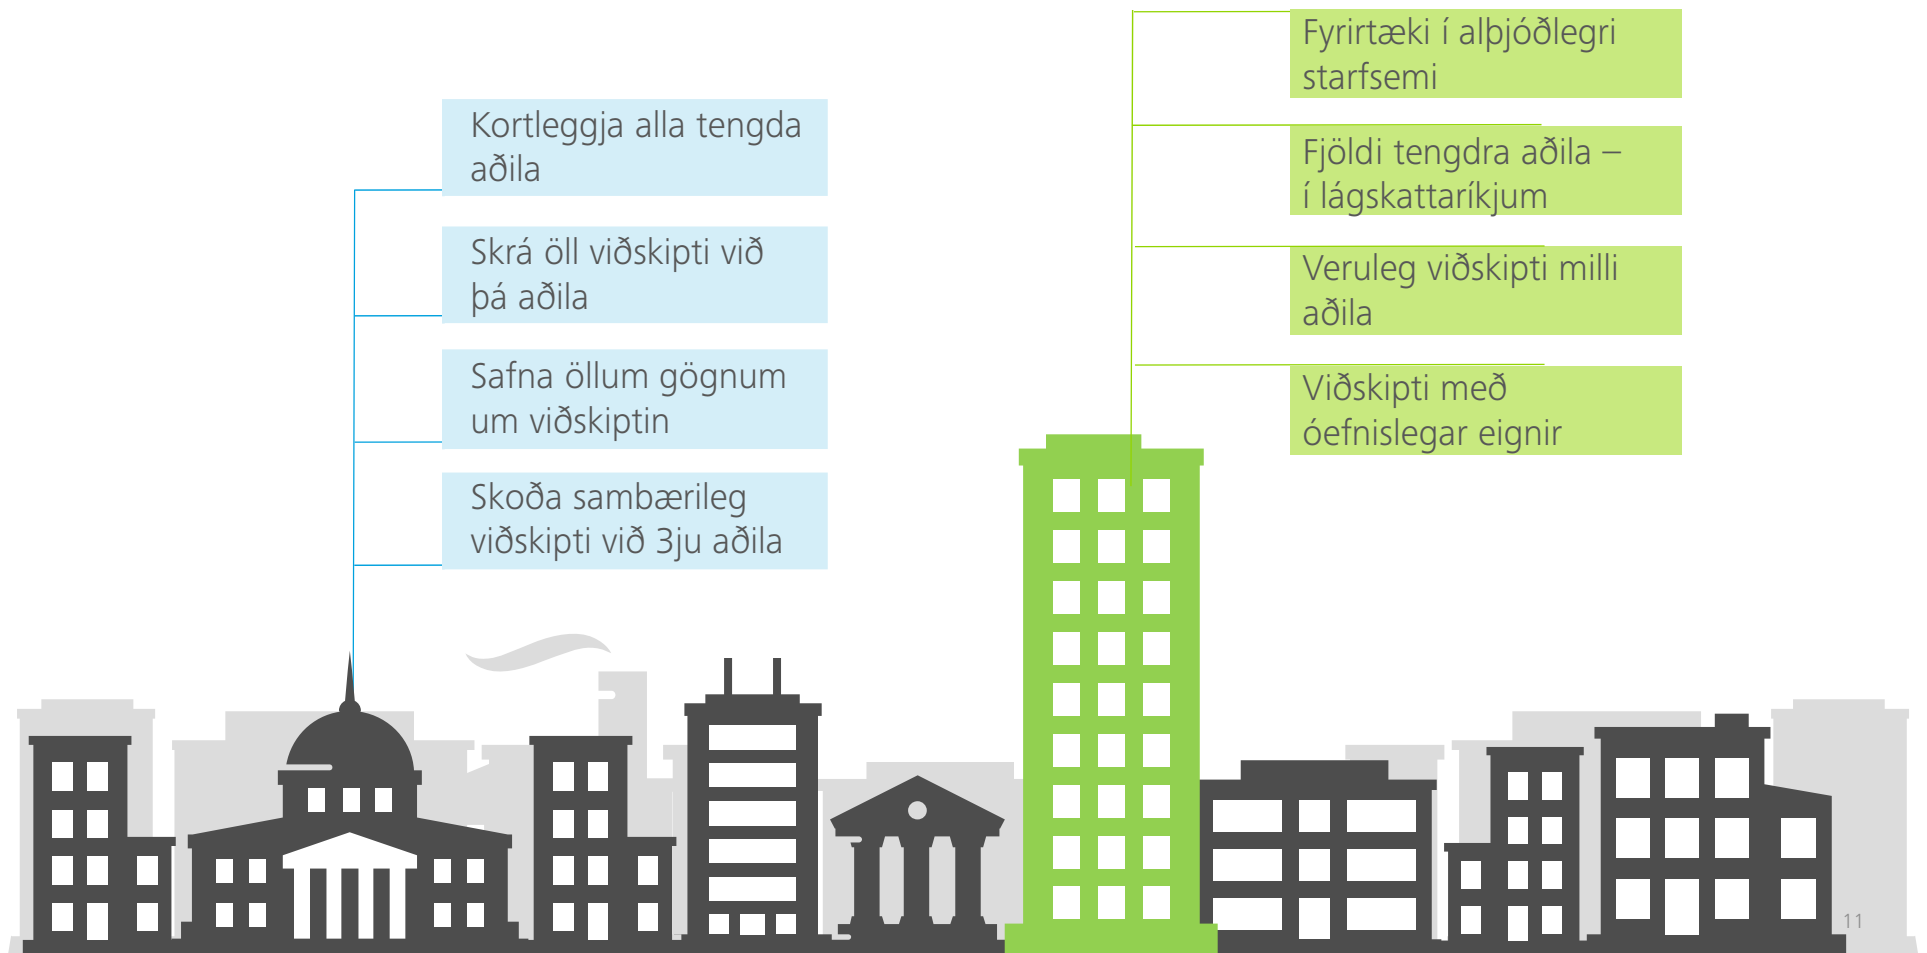 Kortleggja alla tengda
aðila
Skrá öll viðskipti við
þá aðila
Safna öllum gögnum
um viðskiptin
Skoða sambærileg
viðskipti við 3ju aðila
Fyrirtæki í alþjóðlegri
starfsemi
Fjöldi tengdra aðila –
í lágskattaríkjum
Veruleg viðskipti milli
aðila
Viðskipti með
óefnislegar eignir
11